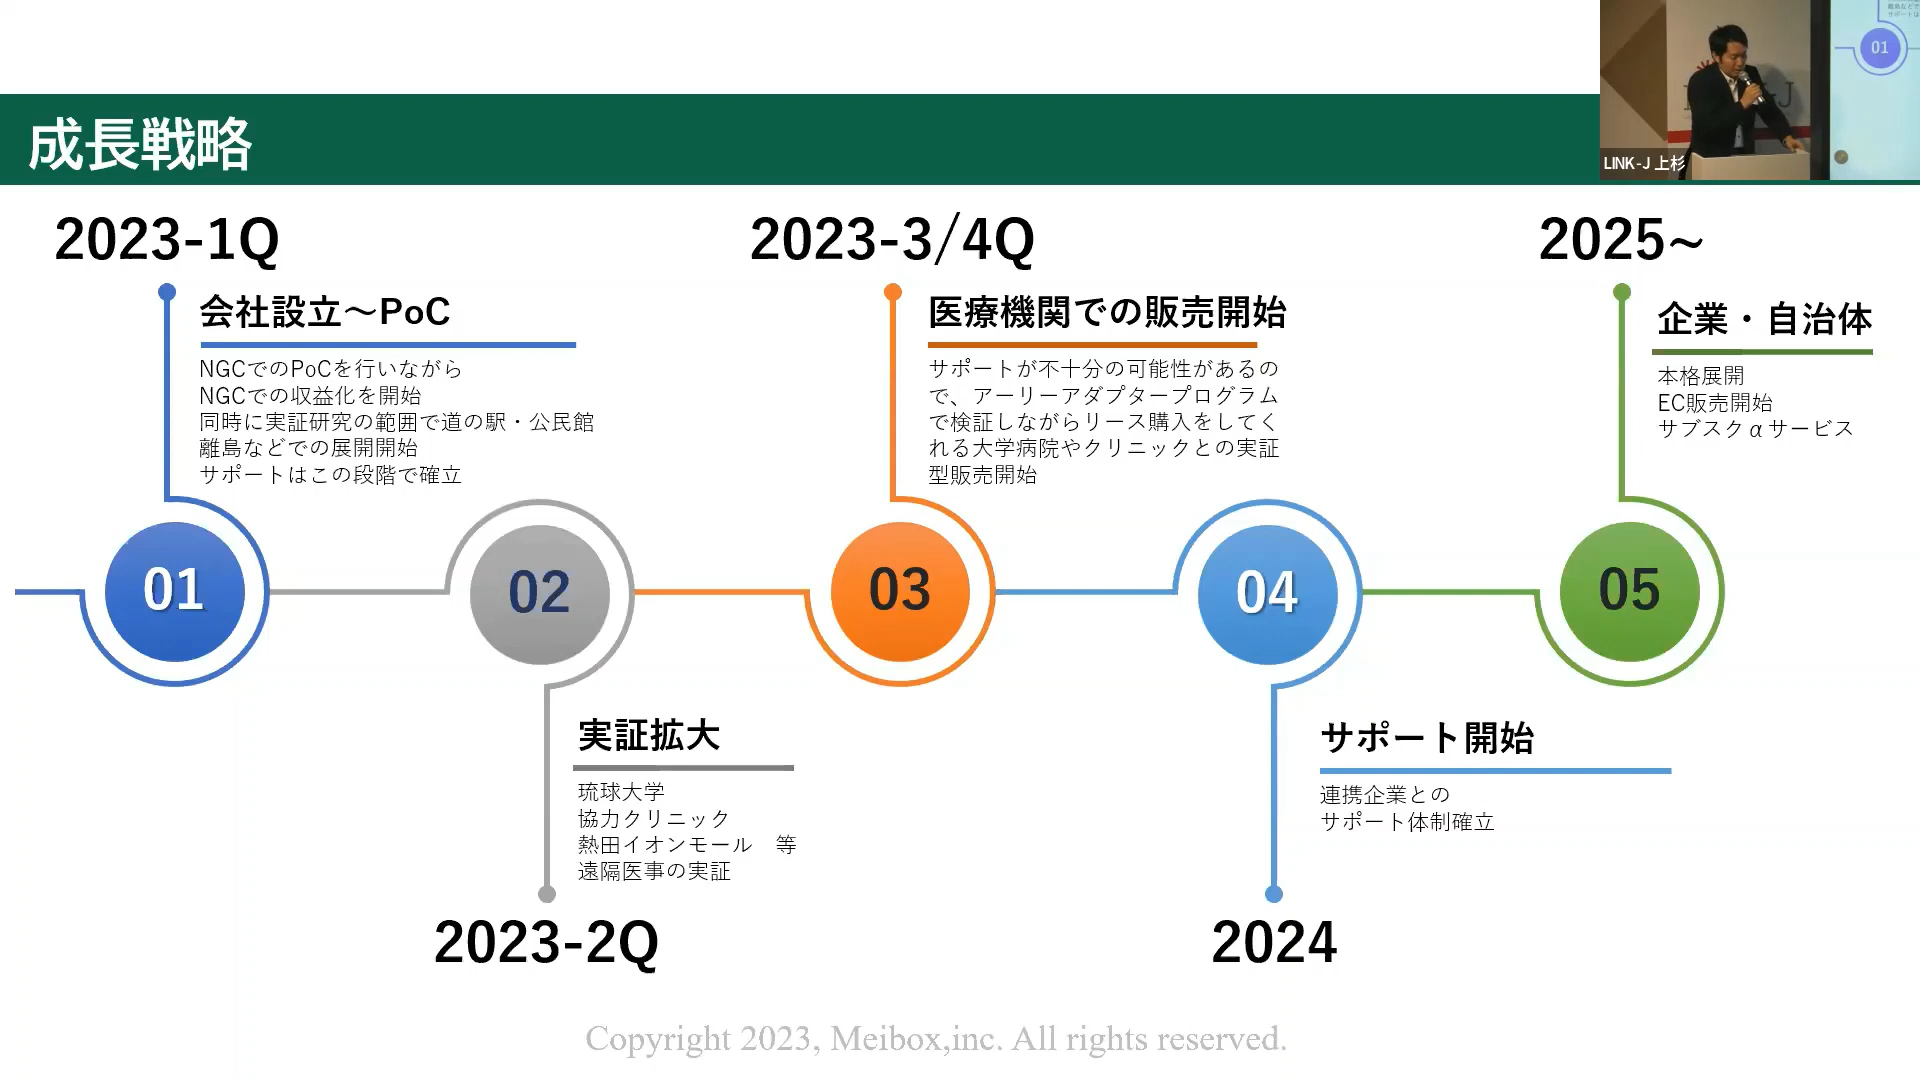 成長戦略
LINK-J 上杉
01
2023-1Q
会社設立～PoC
NGCでのPoCを行いながら
NGCでの収益化を開始
同時に実証研究の範囲で道の駅・公民館
離島などでの展開開始
サポートはこの段階で確立
01
02
実証拡大
琉球大学
協力クリニック
熱田イオンモール　等
遠隔医事の実証
2023-2Q
2023-3/4Q
医療機関での販売開始
サポートが不十分の可能性があるの
で、アーリーアダプタープログラム
で検証しながらリース購入をしてく
れる大学病院やクリニックとの実証
型販売開始
03
04
サポート開始
連携企業との
サポート体制確立
2024
2025~
企業・自治体
本格展開
EC販売開始
サブスクαサービス
05
Copyright 2023, Meibox,inc. All rights reserved.